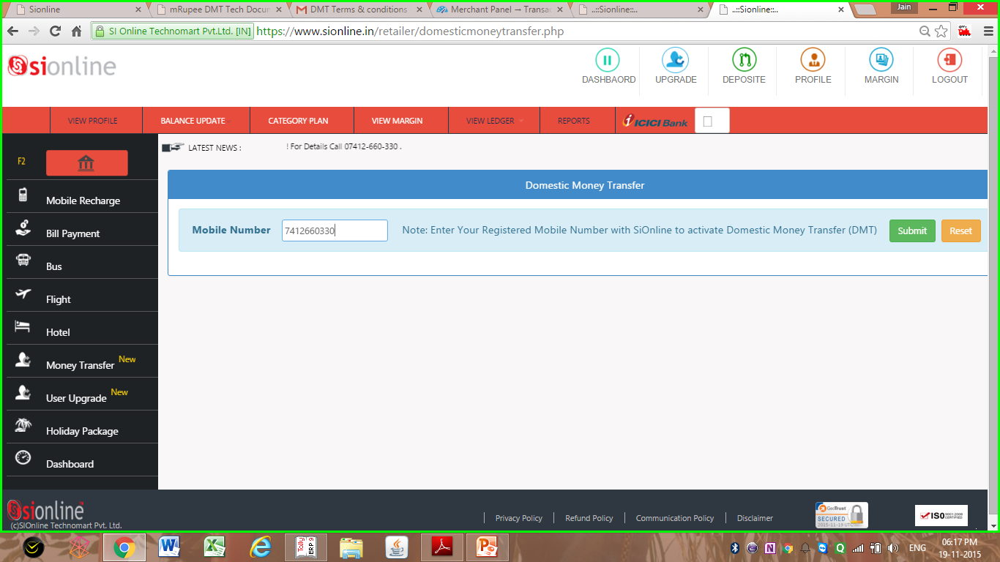 Sionline
mRupee DMT Tech Docun
DMT Terms & conditions
Merchant Panel → Transac
..::Sionline::..
..::Sionline::..
Jain
SI Online Technomart Pvt.Ltd. [IN]
https://www.sionline.in/retailer/domesticmoneytransfer.php
sionline
DASHBAORD
UPGRADE
DEPOSITE
PROFILE
MARGIN
LOGOUT
VIEW PROFILE
BALANCE UPDATE
CATEGORY PLAN
VIEW MARGIN
VIEW LEDGER
REPORTS
ICICI Bank
F2
LATEST NEWS :
! For Details Call 07412-660-330 .
Domestic Money Transfer
Mobile Number
7412660330
Note: Enter Your Registered Mobile Number with SiOnline to activate Domestic Money Transfer (DMT)
Submit
Reset
Mobile Recharge
Bill Payment
Bus
Flight
Hotel
Money Transfer New
User Upgrade New
Holiday Package
Dashboard
sionline
(c)SIOnline Technomart Pvt. Ltd.
Privacy Policy
Refund Policy
Communication Policy
Disclaimer
GeoTrust
SECURED
2015-11-19 UTC
ISO 9001:2008
CERTIFIED
Tally
ERP 9
ENG
06:17 PM
19-11-2015